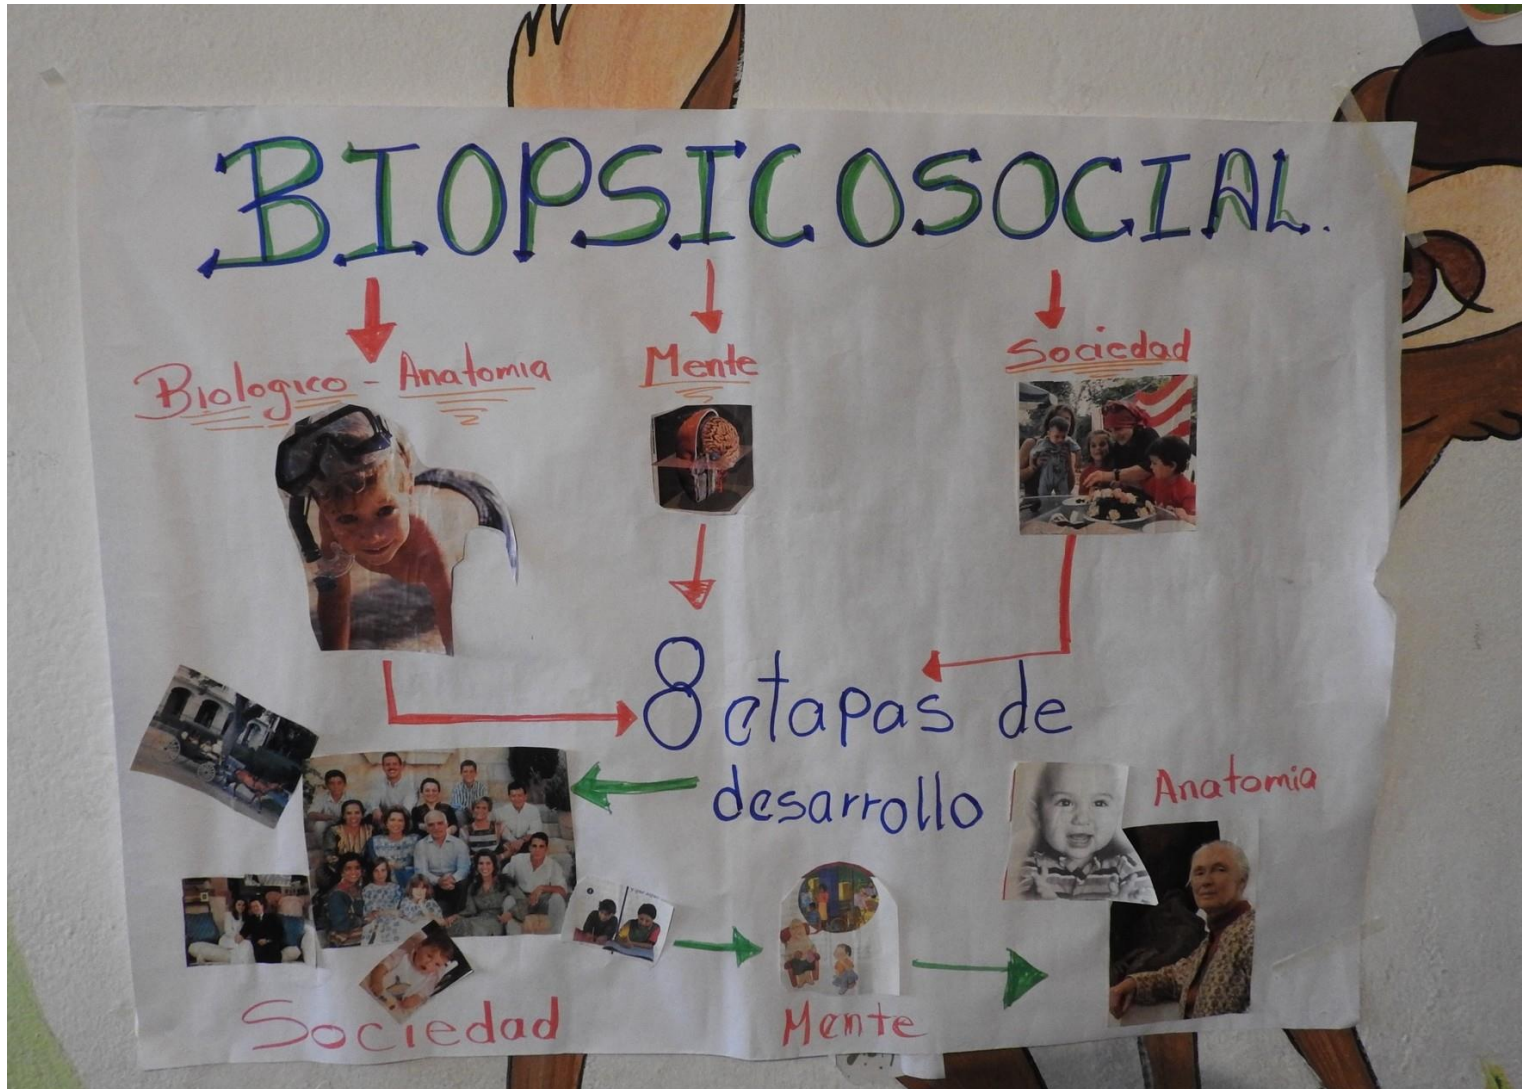 BIOPSICOSOCIAL.
Biologico - Anatomia
Mente
Sociedad
8 etapas de
desarrollo
Anatomia
Sociedad
Mente